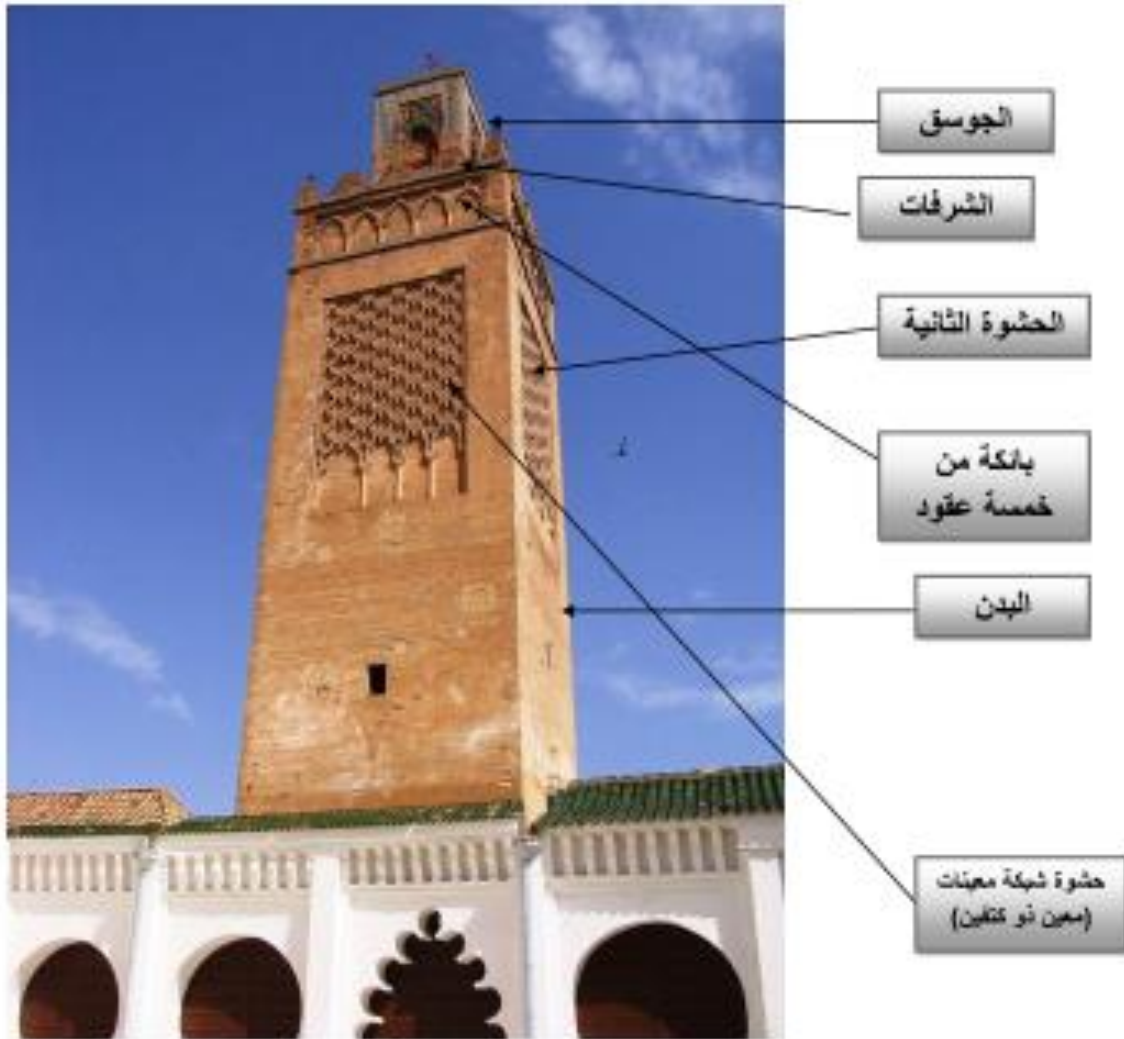 الجوسق
الشرفات
الحشوة الثانية
بائكة من
خمسة عقود
البدن
حشوة شبكة معينات
(معين ذو كتفين)